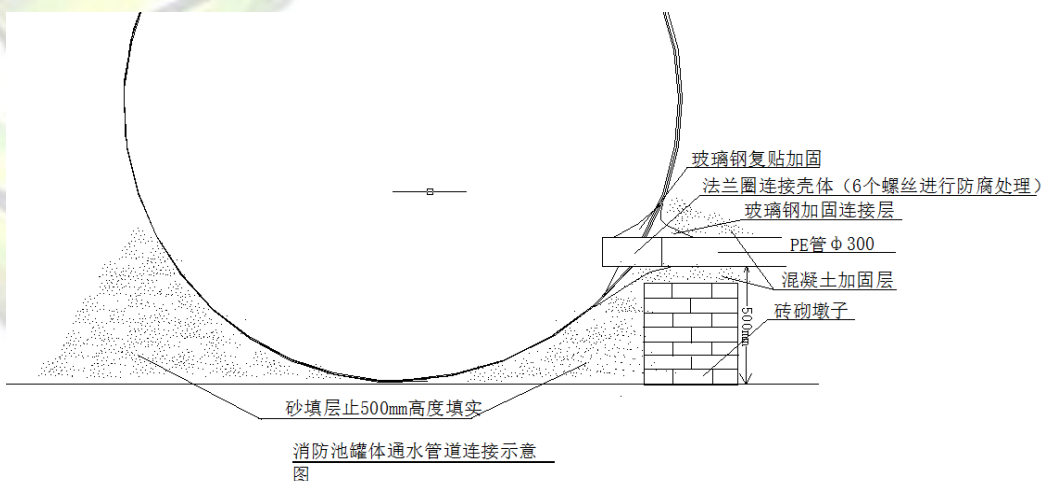 玻璃钢复贴加固
法兰圈连接壳体（6个螺丝进行防腐处理）
玻璃钢加固连接层
PE管φ300
混凝土加固层
砖砌墩子
500mm
砂填层止500mm高度填实
消防池罐体通水管道连接示意
图